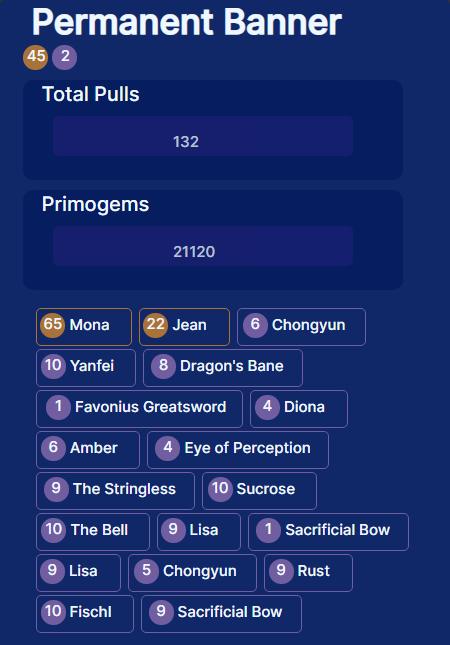 Permanent Banner
45 2
Total Pulls
132
Primogems
21120
65 Mona 22 Jean 6 Chongyun
10 Yanfei 8 Dragon's Bane
1 Favonius Greatsword 4 Diona
6 Amber 4 Eye of Perception
9 The Stringless 10 Sucrose
10 The Bell 9 Lisa 1 Sacrificial Bow
9 Lisa 5 Chongyun 9 Rust
10 Fischl 9 Sacrificial Bow